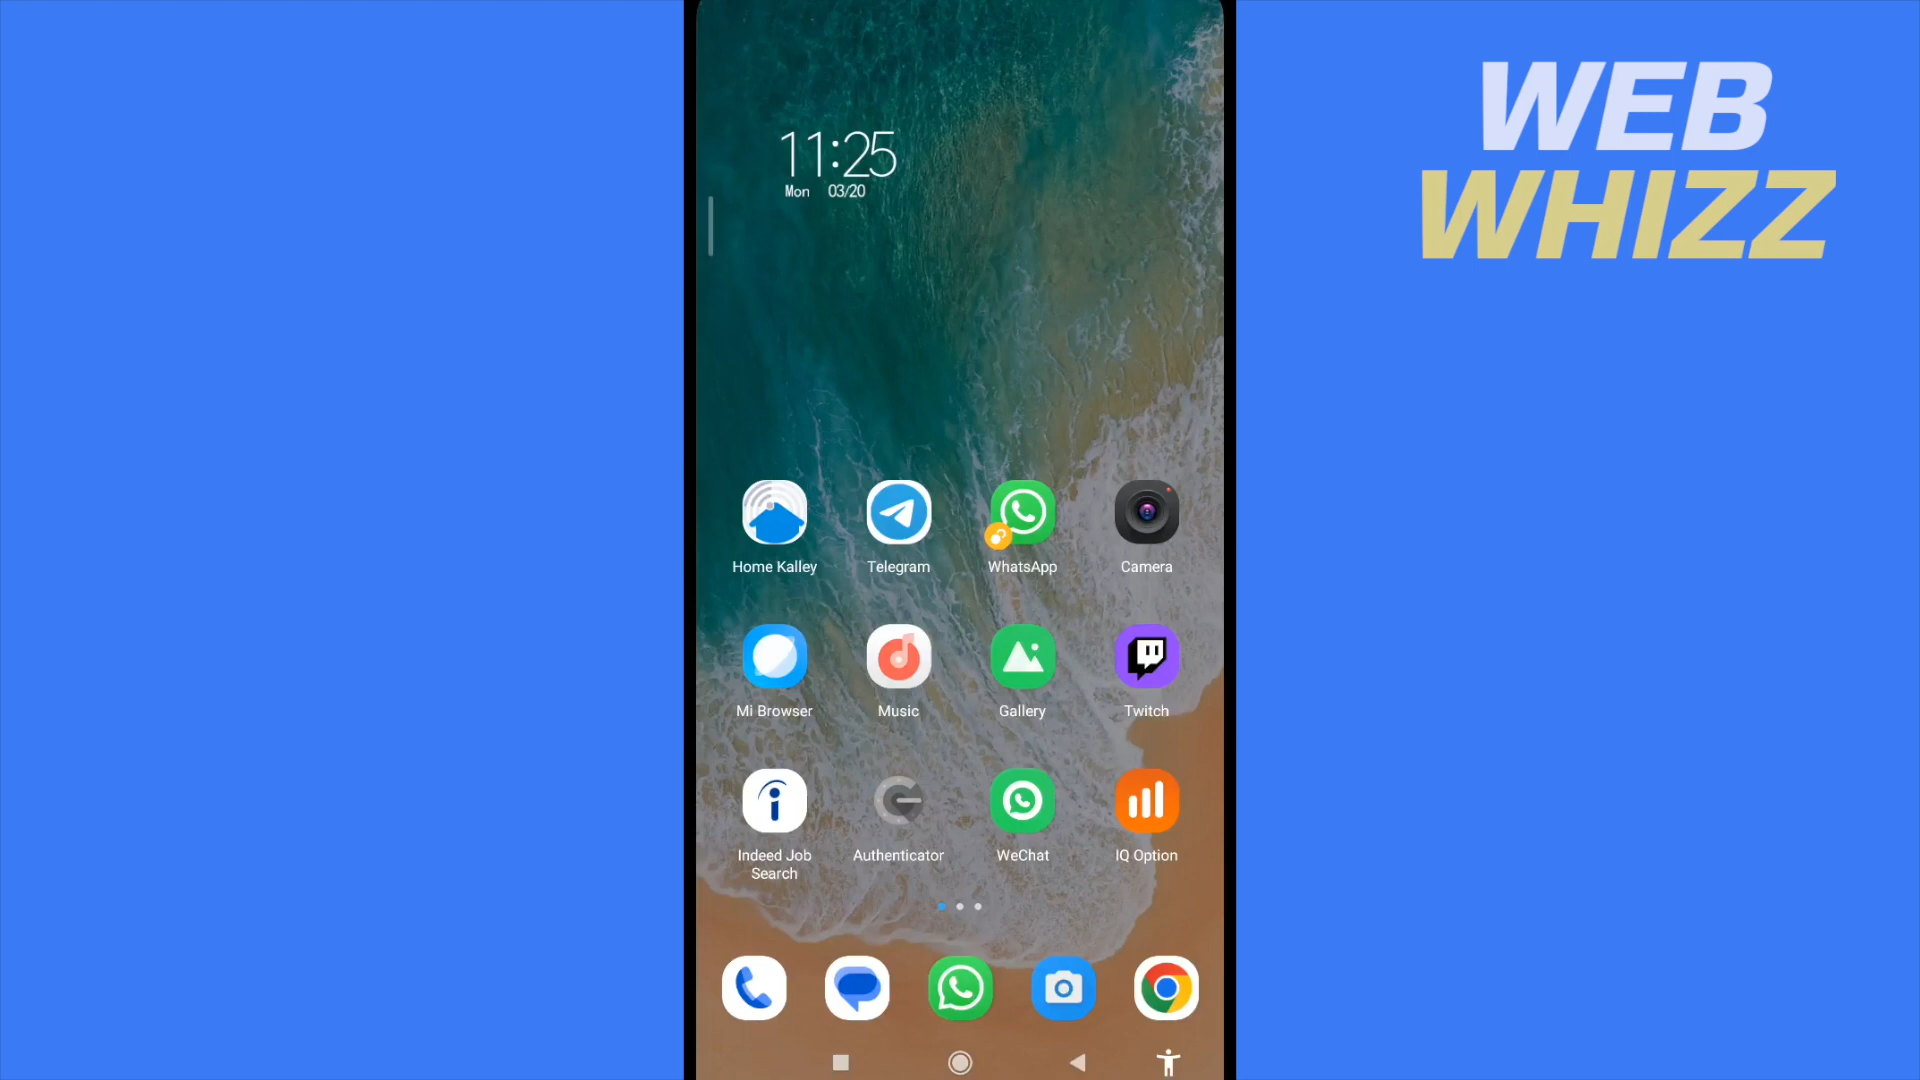 WEB
WHIZZ
11:25
Mon 03/20
Home Kalley
Telegram
WhatsApp
Camera
Mi Browser
Music
Gallery
Twitch
Indeed Job
Search
Authenticator
WeChat
IQ Option